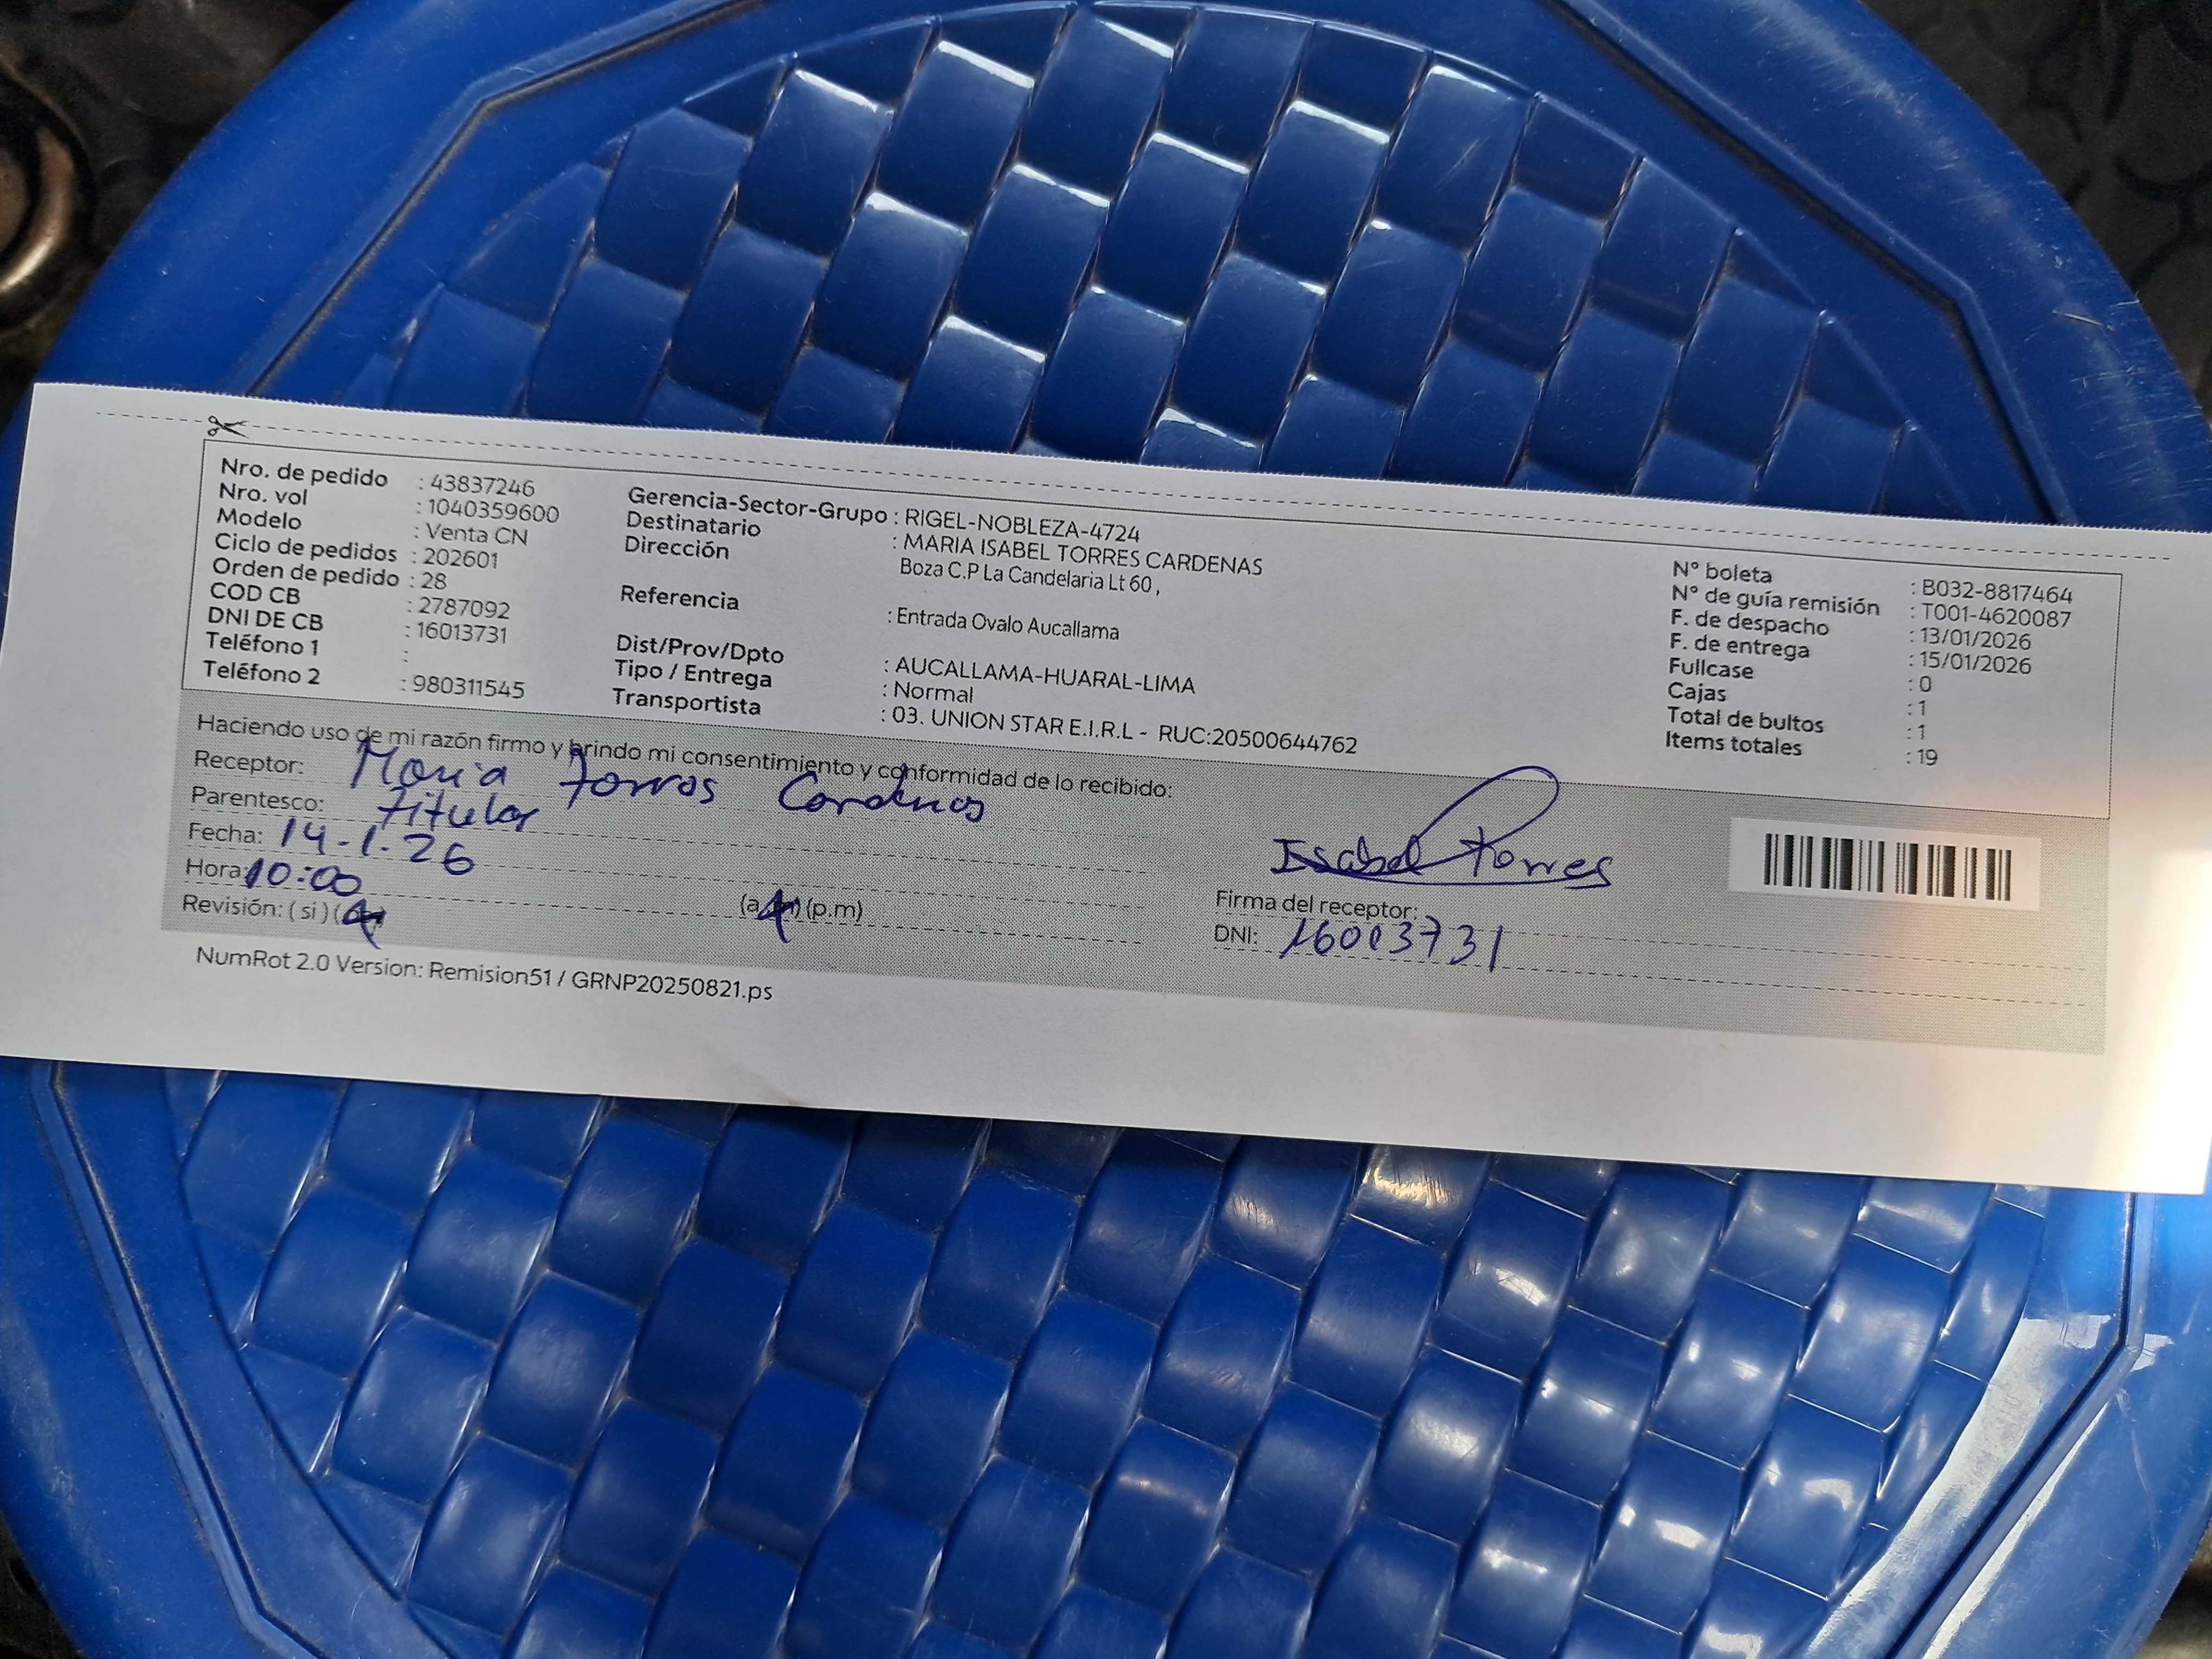 Nro. de pedido : 43837246
Nro. vol : 1040359600
Modelo : Venta CN
Ciclo de pedidos : 202601
Orden de pedido : 28
COD CB : 2787092
DNI DE CB : 16013731
Teléfono 1 :
Teléfono 2 : 980311545
Gerencia-Sector-Grupo : RIGEL-NOBLEZA-4724
Destinatario : MARIA ISABEL TORRES CARDENAS
Dirección Boza C.P La Candelaria Lt 60 ,
Referencia : Entrada Ovalo Aucallama
Dist/Prov/Dpto : AUCALLAMA-HUARAL-LIMA
Tipo / Entrega : Normal
Transportista : 03. UNION STAR E.I.R.L - RUC:20500644762
N° boleta : B032-8817464
N° de guía remisión : T001-4620087
F. de despacho : 13/01/2026
F. de entrega : 15/01/2026
Fullcase : 0
Cajas : 1
Total de bultos : 1
Items totales : 19
Haciendo uso de mi razón firmo y brindo mi consentimiento y conformidad de lo recibido:
Receptor: Maria Torres Cardenas
Parentesco: titular
Fecha: 14-1-26
Hora: 10:00 (a.m) (p.m)
Revisión: ( si ) (
Isabel Torres
Firma del receptor:
DNI: 16013731
NumRot 2.0 Version: Remision51 / GRNP20250821.ps